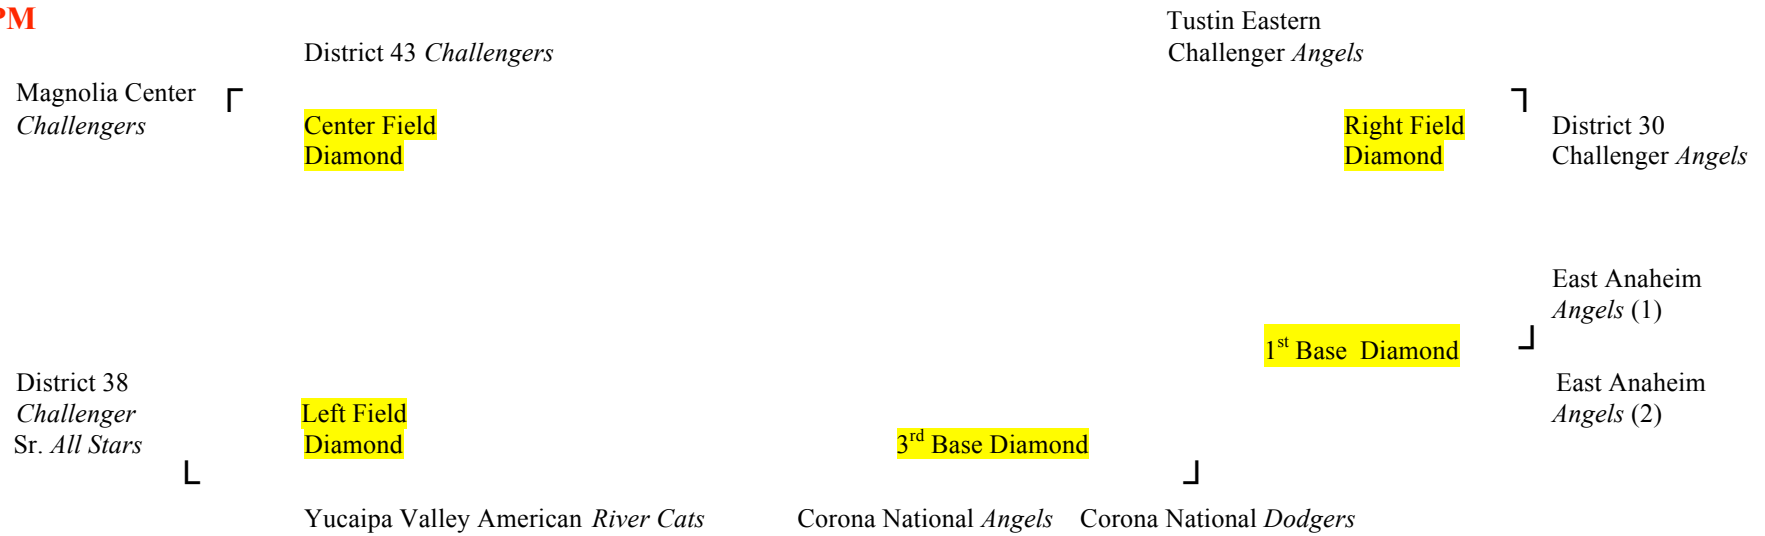 PM
Tustin Eastern
District 43 Challengers
Challenger Angels
Magnolia Center
Challengers
Center Field
Diamond
Right Field
Diamond
District 30
Challenger Angels
East Anaheim
Angels (1)
1st Base Diamond
East Anaheim
Angels (2)
District 38
Challenger
Sr. All Stars
Left Field
Diamond
3rd Base Diamond
Yucaipa Valley American River Cats
Corona National Angels
Corona National Dodgers